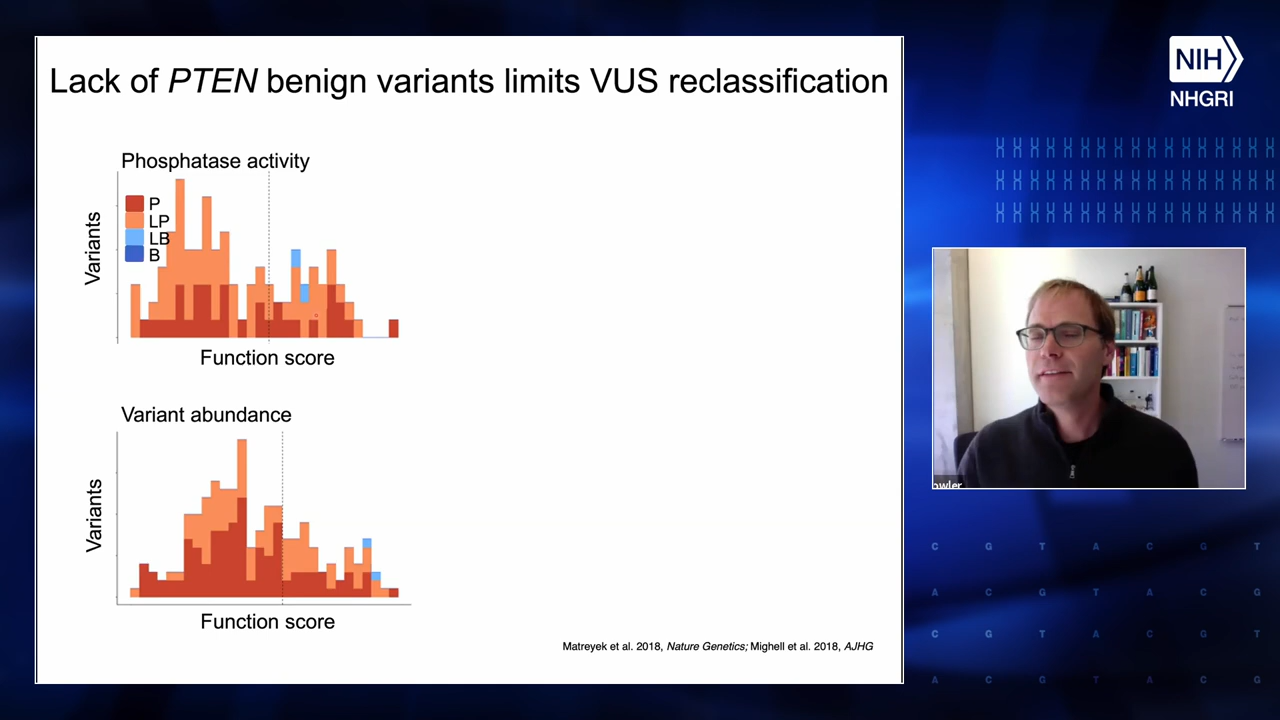 Lack of PTEN benign variants limits VUS reclassification
NIH
NHGRI
Phosphatase activity
P
LP
LB
B
Variants
Function score
Variant abundance
Variants
Function score
Matreyek et al. 2018, Nature Genetics; Mighell et al. 2018, AJHG
owler
C G T A C G T
A C G T A C G
C G T A C G T
A C G T A C G